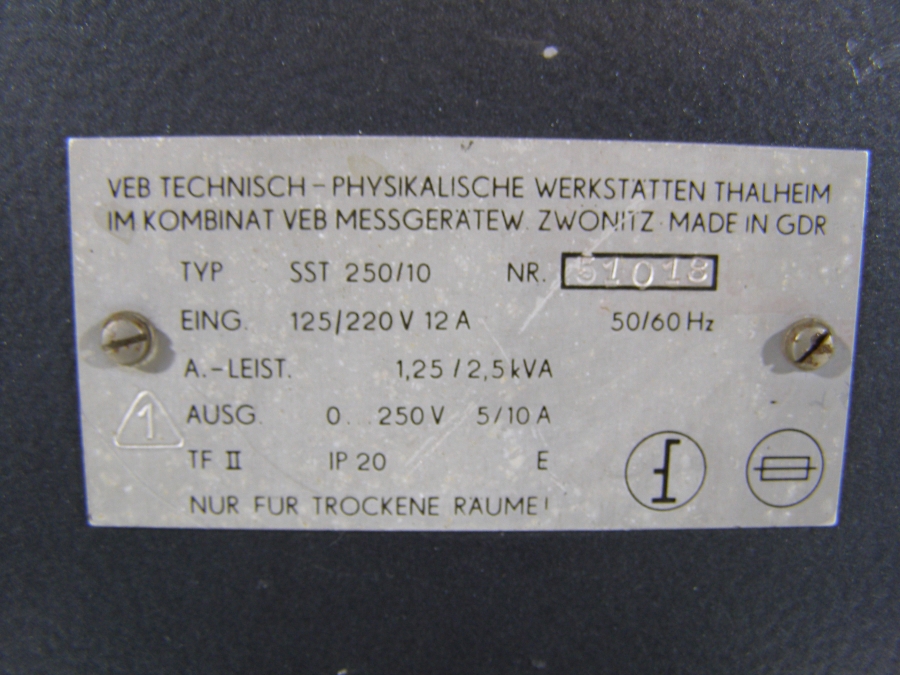 VEB TECHNISCH - PHYSIKALISCHE WERKSTÄTTEN THALHEIM
IM KOMBINAT VEB MESSGERÄTEW. ZWÖNITZ · MADE IN GDR
TYP SST 250/10 NR. 51018
EING. 125/220 V 12 A 50/60 Hz
A.-LEIST. 1,25 / 2,5 kVA
1 AUSG. 0...250 V 5/10 A
TF II IP 20 E
NUR FÜR TROCKENE RÄUME!